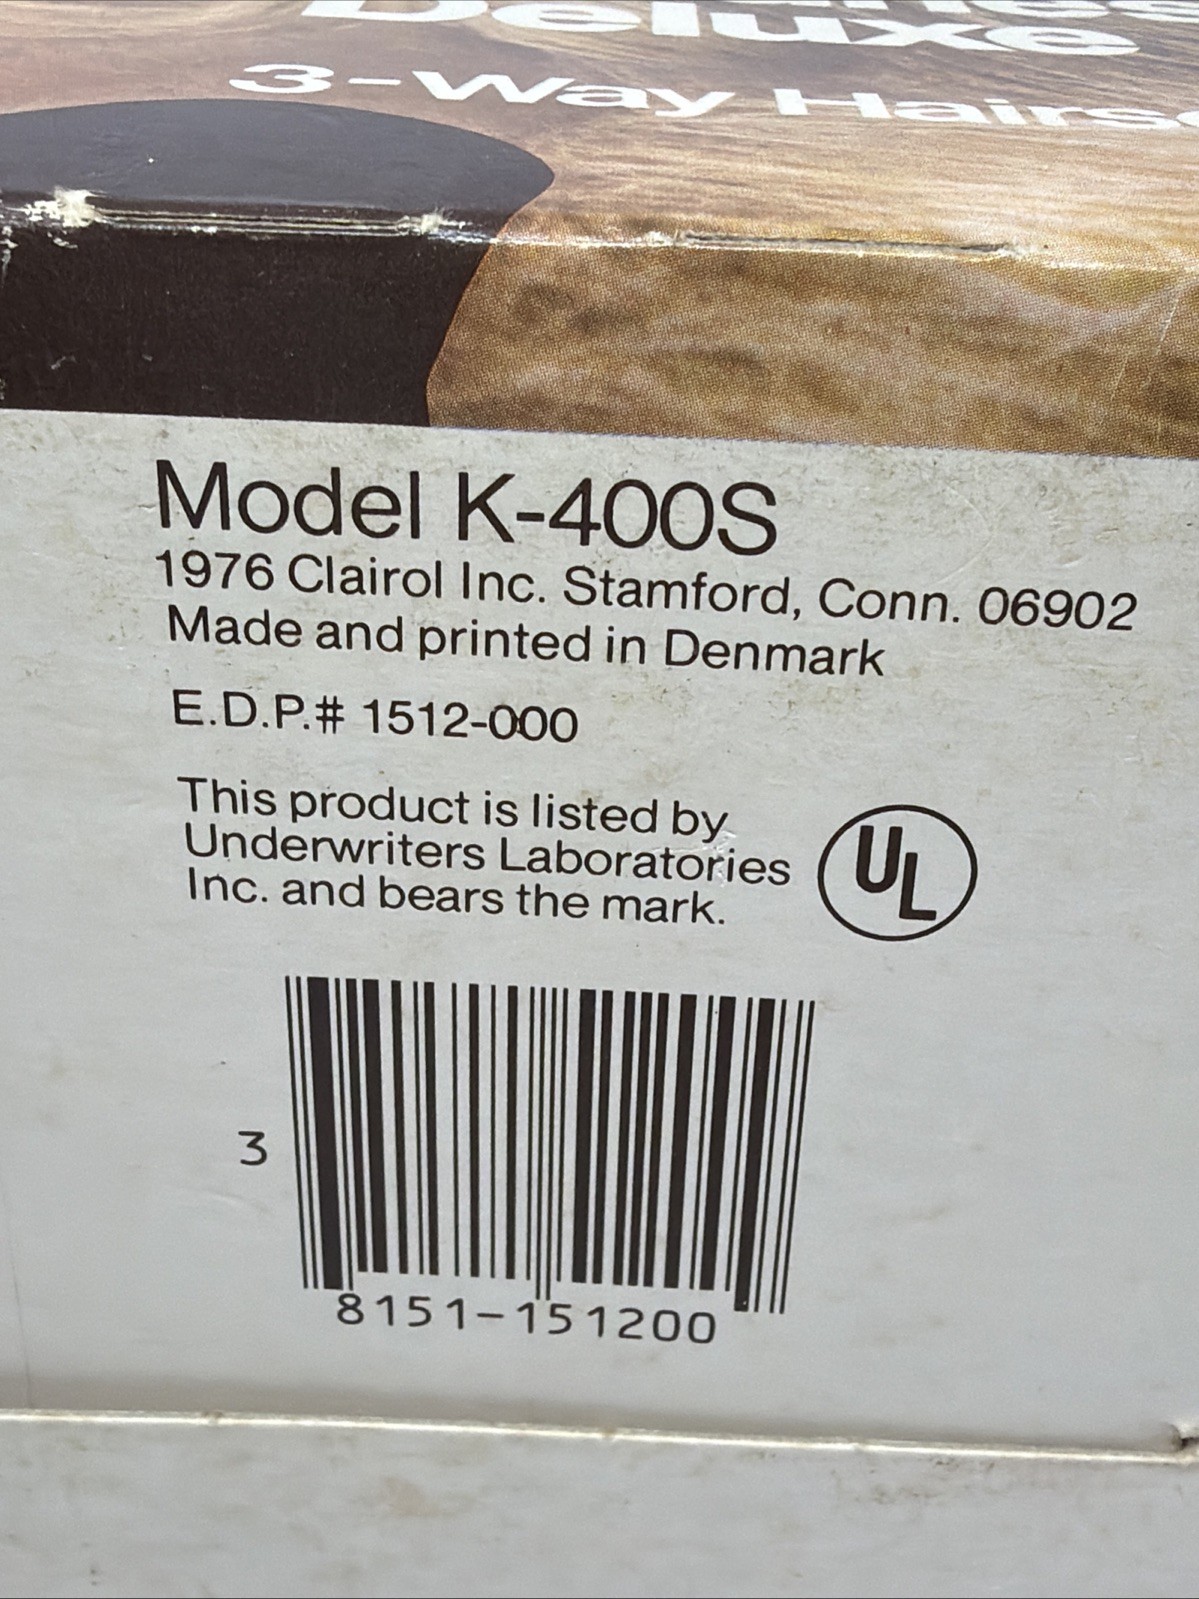 Deluxe
3-Way
Model K-400S
1976 Clairol Inc. Stamford, Conn. 06902
Made and printed in Denmark
E.D.P.# 1512-000
This product is listed by
Underwriters Laboratories
Inc. and bears the mark.
UL
3
8151-151200